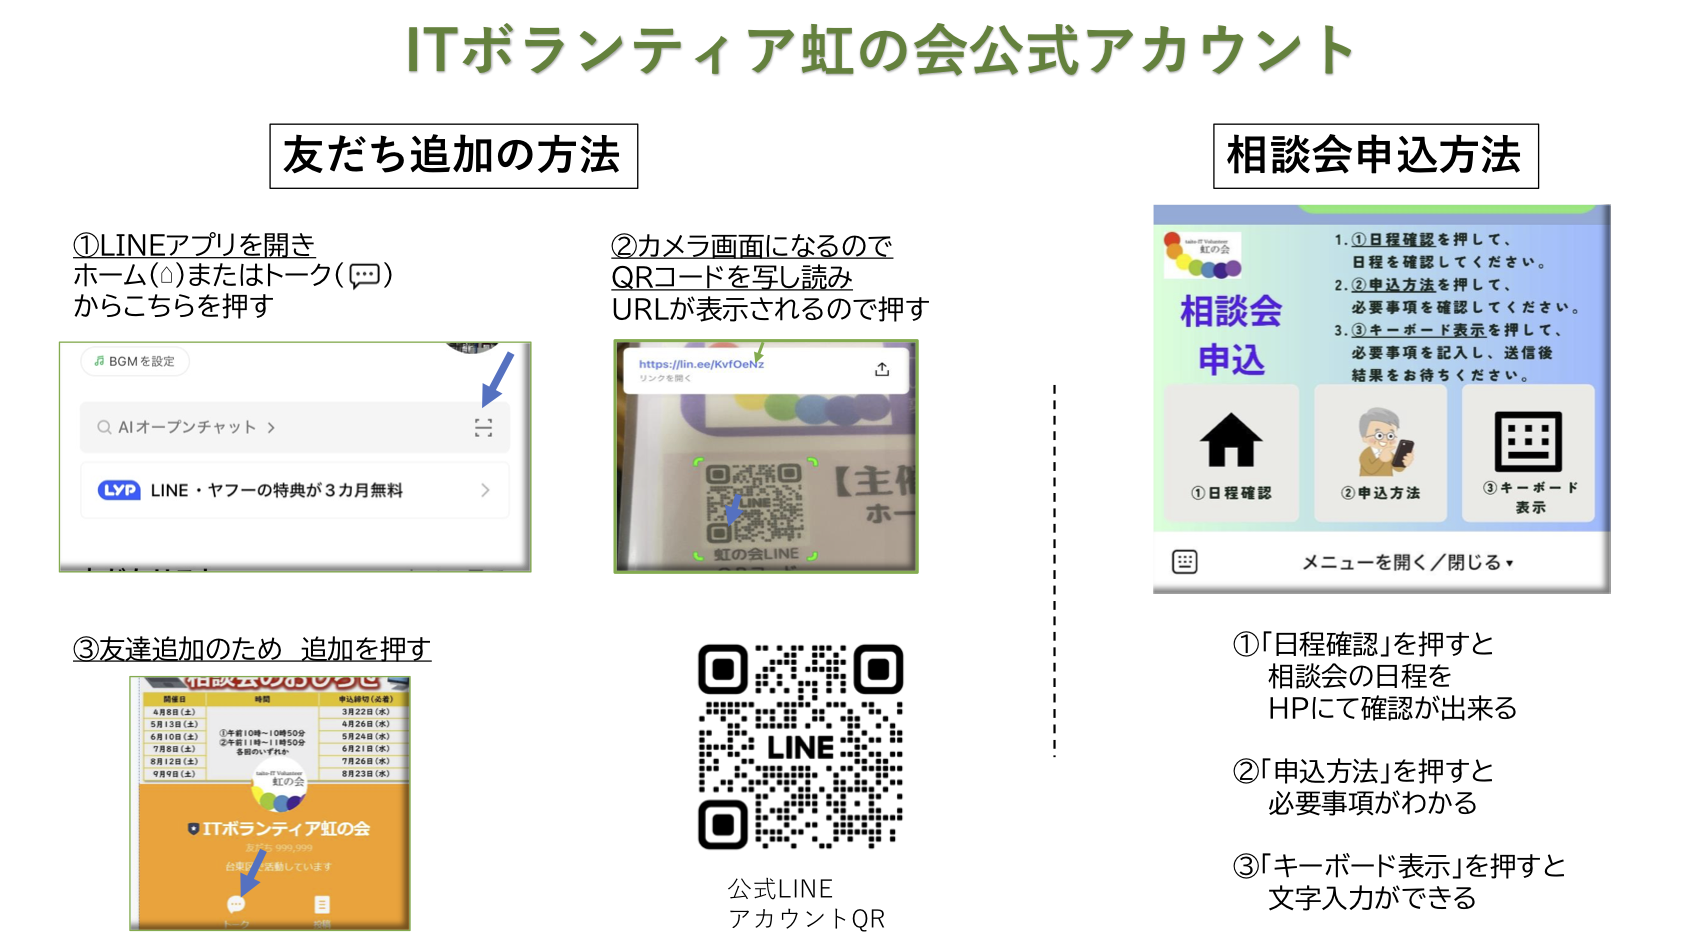 ITボランティア虹の会公式アカウント
友だち追加の方法
①LINEアプリを開き
ホーム(⌂)またはトーク(💬)
からこちらを押す
BGMを設定
AIオープンチャット >
LYP LINE・ヤフーの特典が3カ月無料
②カメラ画面になるので
QRコードを写し読み
URLが表示されるので押す
https://lin.ee/KvfOeNz
リンクを開く
LINE
虹の会LINE
QRコード
【主催
ホー
③友達追加のため　追加を押す
相談会のおしらせ
開催日 時間 申込締切(必着)
4月8日(土) 3月22日(水)
5月13日(土) 4月26日(水)
6月10日(土) ①午前10時~10時50分 5月24日(水)
7月8日(土) ②午前11時~11時50分 6月21日(水)
8月12日(土) 各回のいずれか 7月26日(水)
9月9日(土) 8月23日(水)
taito-IT Volunteer
虹の会
ITボランティア虹の会
友だち 999,999
台東区 活動しています
トーク 投稿
LINE
公式LINE
アカウントQR
相談会申込方法
taito-IT Volunteer
虹の会
相談会
申込
1.①日程確認を押して、
日程を確認してください。
2.②申込方法を押して、
必要事項を確認してください。
3.③キーボード表示を押して、
必要事項を記入し、送信後
結果をお待ちください。
①日程確認
②申込方法
③キーボード
表示
メニューを開く／閉じる▾
①「日程確認」を押すと
相談会の日程を
HPにて確認が出来る
②「申込方法」を押すと
必要事項がわかる
③「キーボード表示」を押すと
文字入力ができる